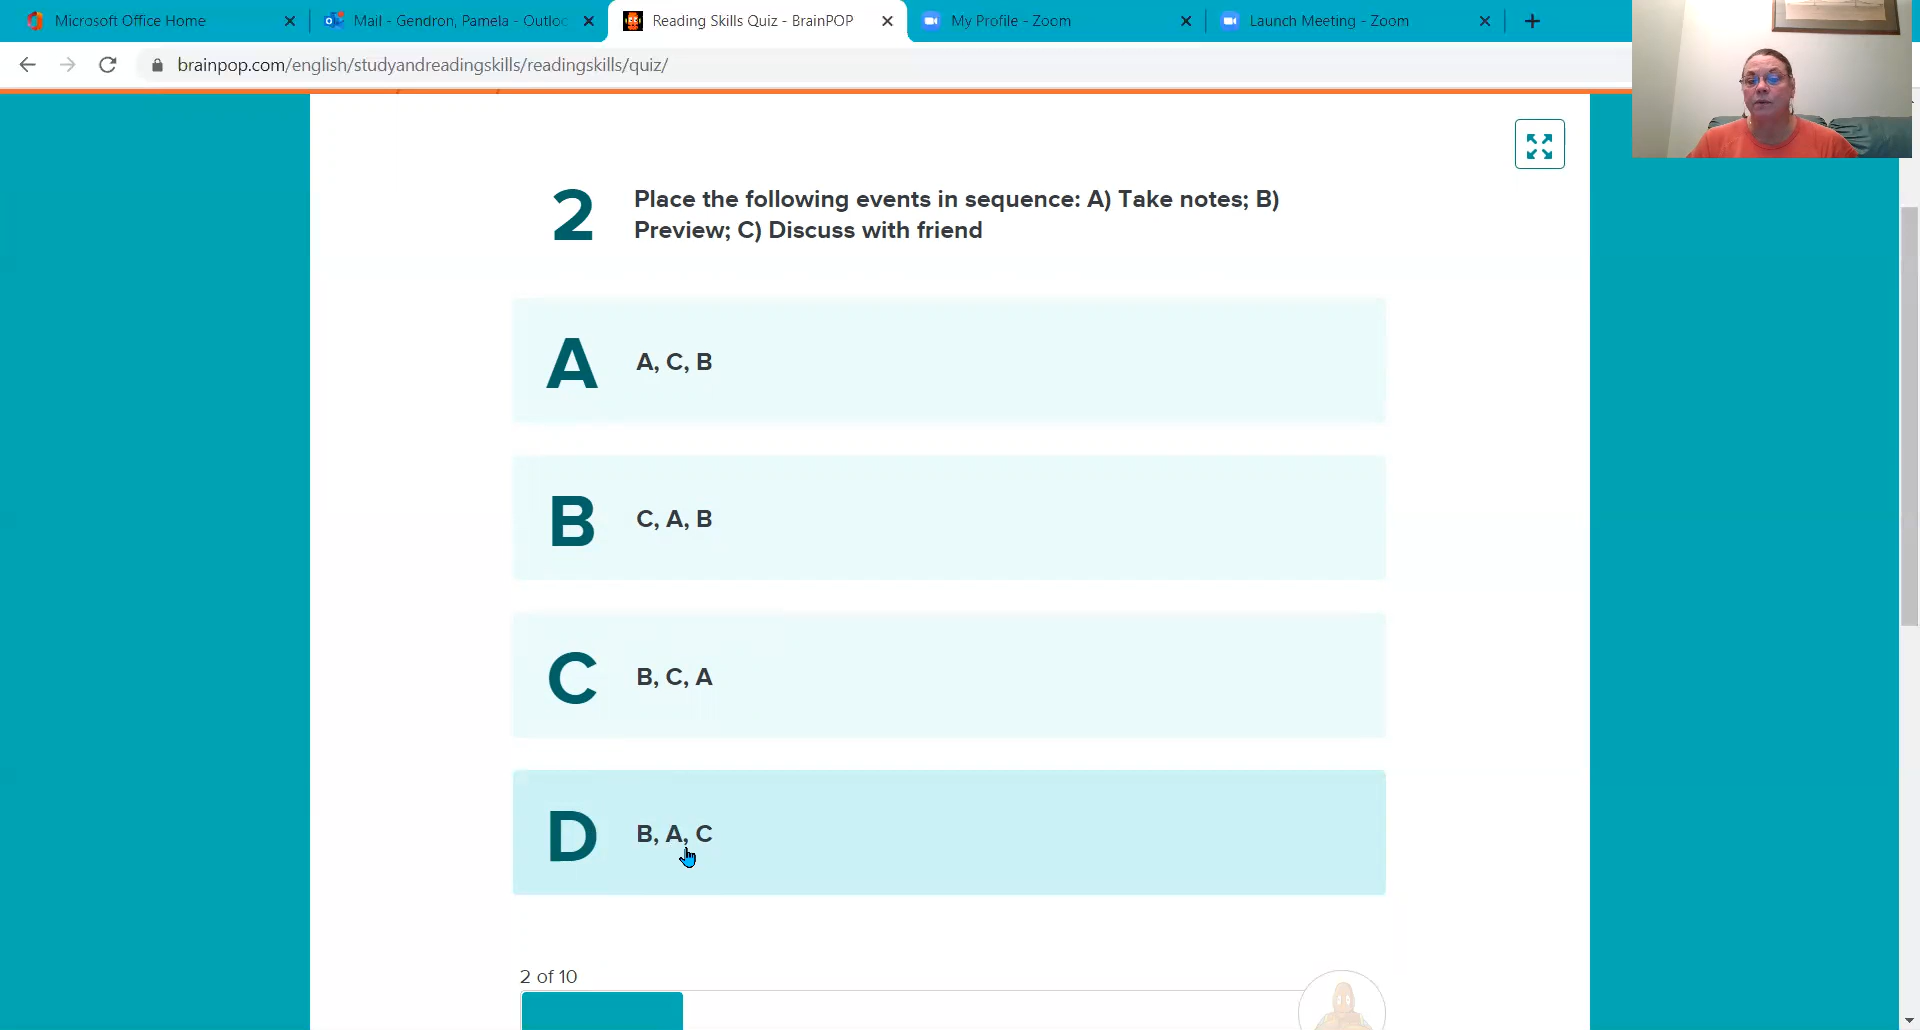 Microsoft Office Home
Mail - Gendron, Pamela - Outloo
Reading Skills Quiz - BrainPOP
My Profile - Zoom
Launch Meeting - Zoom
brainpop.com/english/studyandreadingskills/readingskills/quiz/
2
Place the following events in sequence: A) Take notes; B)
Preview; C) Discuss with friend
A
A, C, B
B
C, A, B
C
B, C, A
D
B, A, C
2 of 10